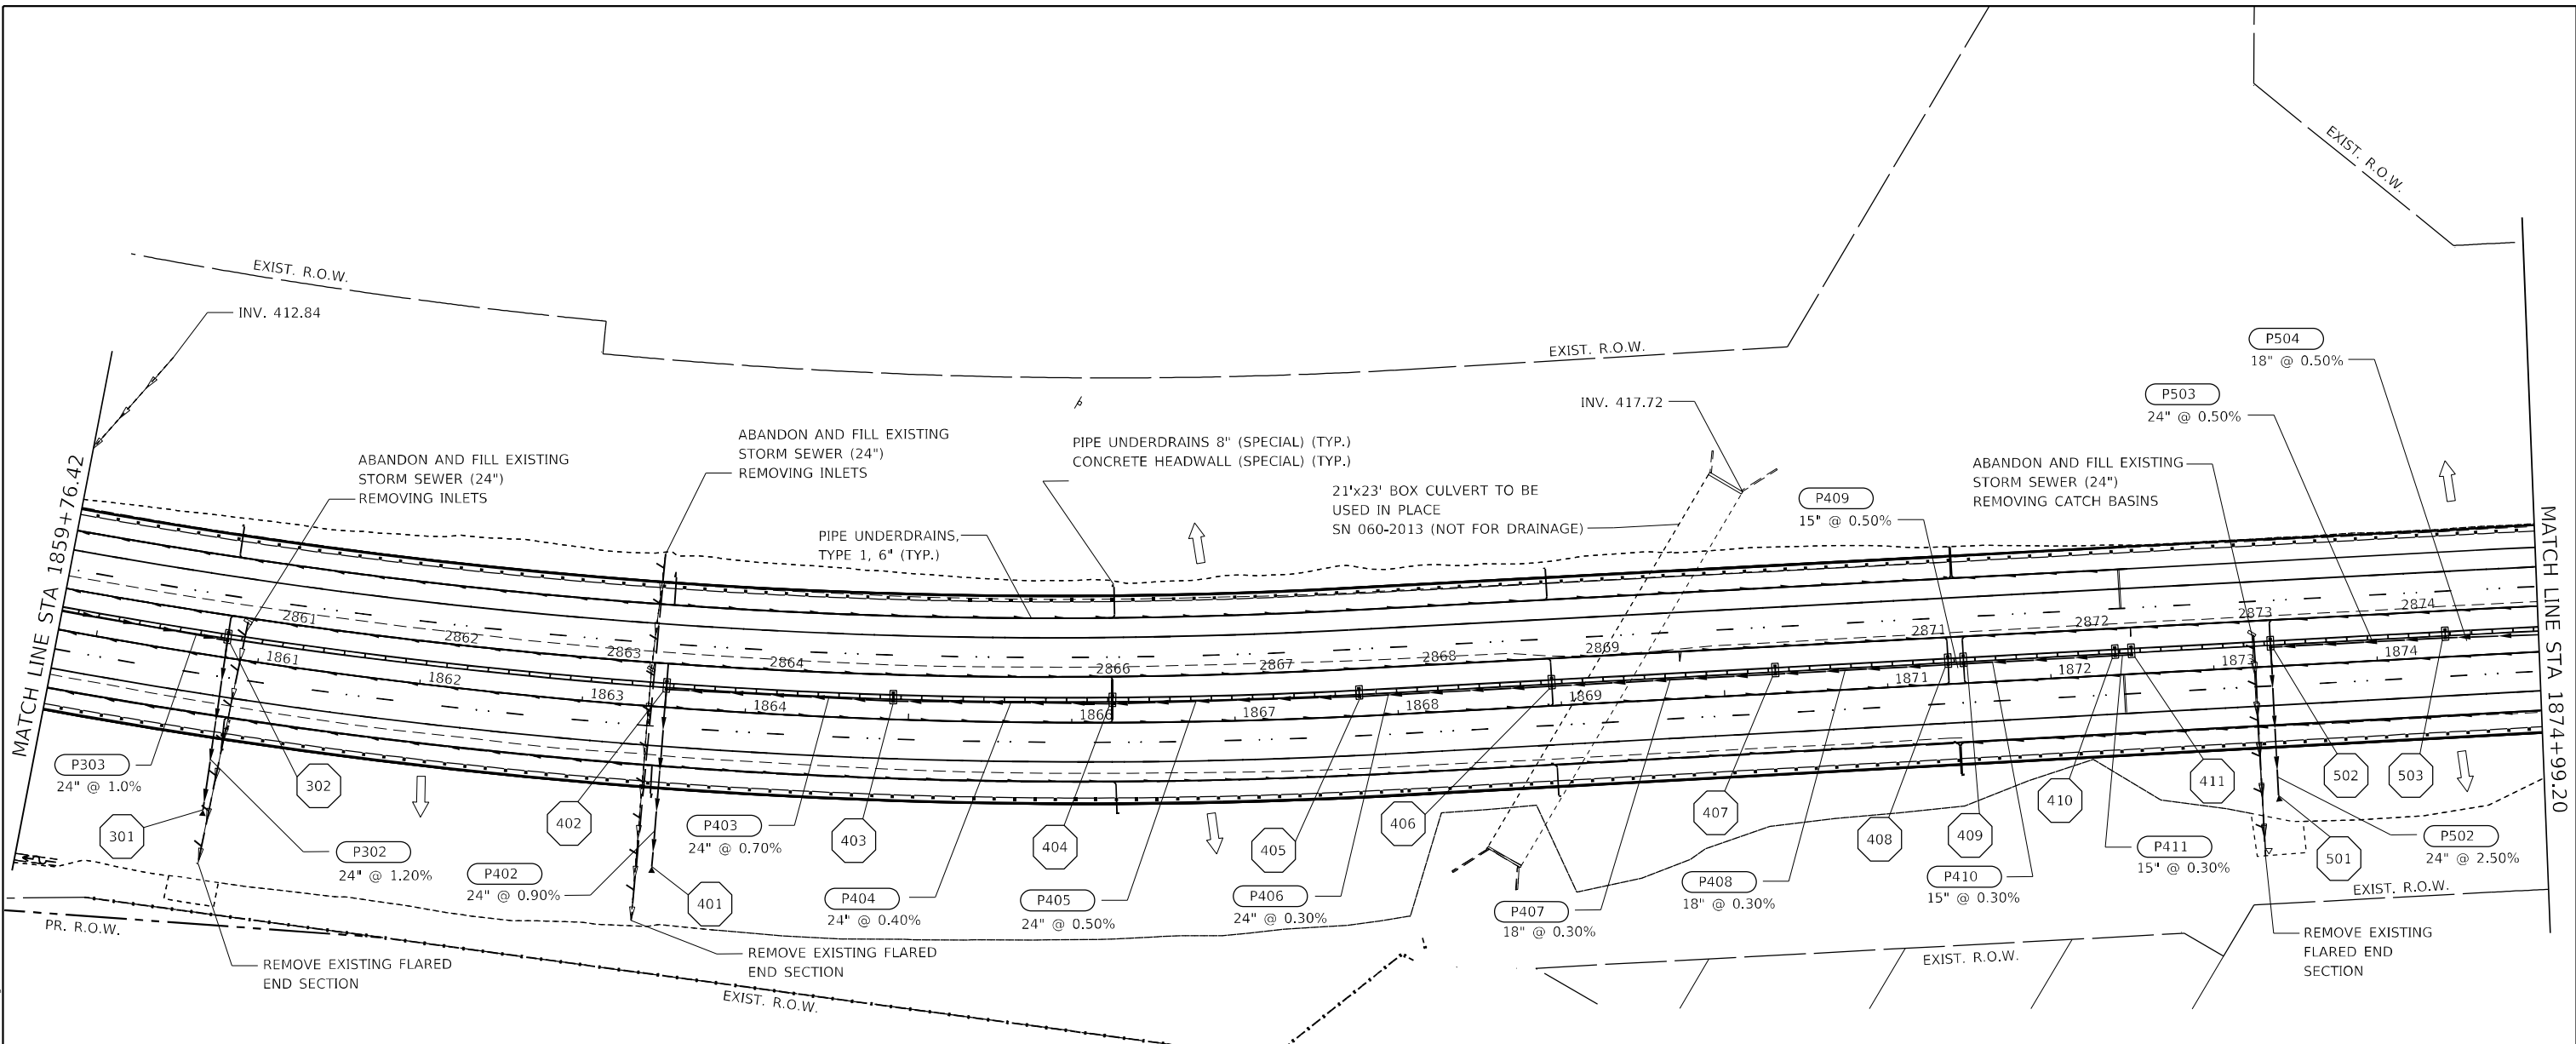 EXIST. R.O.W.
INV. 412.84
EXIST. R.O.W.
EXIST. R.O.W.
P504
18" @ 0.50%
P503
24" @ 0.50%
INV. 417.72
ABANDON AND FILL EXISTING
STORM SEWER (24")
REMOVING INLETS
ABANDON AND FILL EXISTING
STORM SEWER (24")
REMOVING INLETS
PIPE UNDERDRAINS 8" (SPECIAL) (TYP.)
CONCRETE HEADWALL (SPECIAL) (TYP.)
21'x23' BOX CULVERT TO BE
USED IN PLACE
SN 060-2013 (NOT FOR DRAINAGE)
P409
15" @ 0.50%
ABANDON AND FILL EXISTING
STORM SEWER (24")
REMOVING CATCH BASINS
PIPE UNDERDRAINS,
TYPE 1, 6" (TYP.)
MATCH LINE STA 1859+76.42
MATCH LINE STA 1874+99.20
2861
2862
2863
2864
2866
2867
2868
2869
2871
2872
2873
2874
1861
1862
1863
1864
1866
1867
1868
1869
1871
1872
1873
1874
P303
24" @ 1.0%
302
301
P302
24" @ 1.20%
402
P402
24" @ 0.90%
401
P403
24" @ 0.70%
403
P404
24" @ 0.40%
404
P405
24" @ 0.50%
405
P406
24" @ 0.30%
406
P407
18" @ 0.30%
407
P408
18" @ 0.30%
408
409
P410
15" @ 0.30%
410
P411
15" @ 0.30%
411
502
503
501
P502
24" @ 2.50%
PR. R.O.W.
REMOVE EXISTING FLARED
END SECTION
REMOVE EXISTING FLARED
END SECTION
EXIST. R.O.W.
EXIST. R.O.W.
EXIST. R.O.W.
REMOVE EXISTING
FLARED END
SECTION